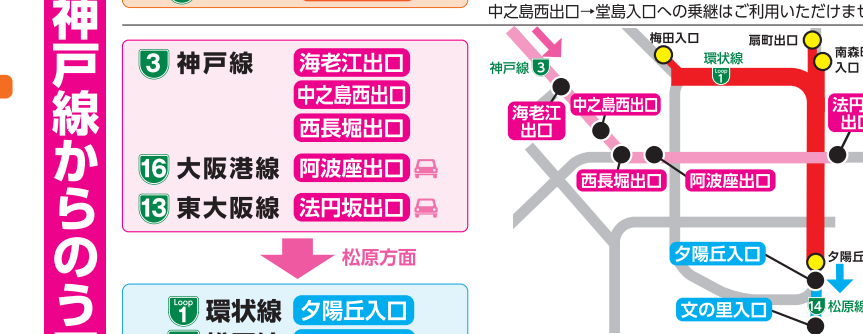 神戸線からのう
中之島西出口→堂島入口への乗継はご利用いただけませ
3 神戸線 海老江出口
中之島西出口
西長堀出口
16 大阪港線 阿波座出口
13 東大阪線 法円坂出口
松原方面
Loop 1 環状線 夕陽丘入口
梅田入口
扇町出口
南森町
入口
環状線
Loop 1
神戸線 3
海老江
出口
中之島西出口
法円
出口
西長堀出口
阿波座出口
夕陽丘入口
夕陽丘
文の里入口
14 松原線